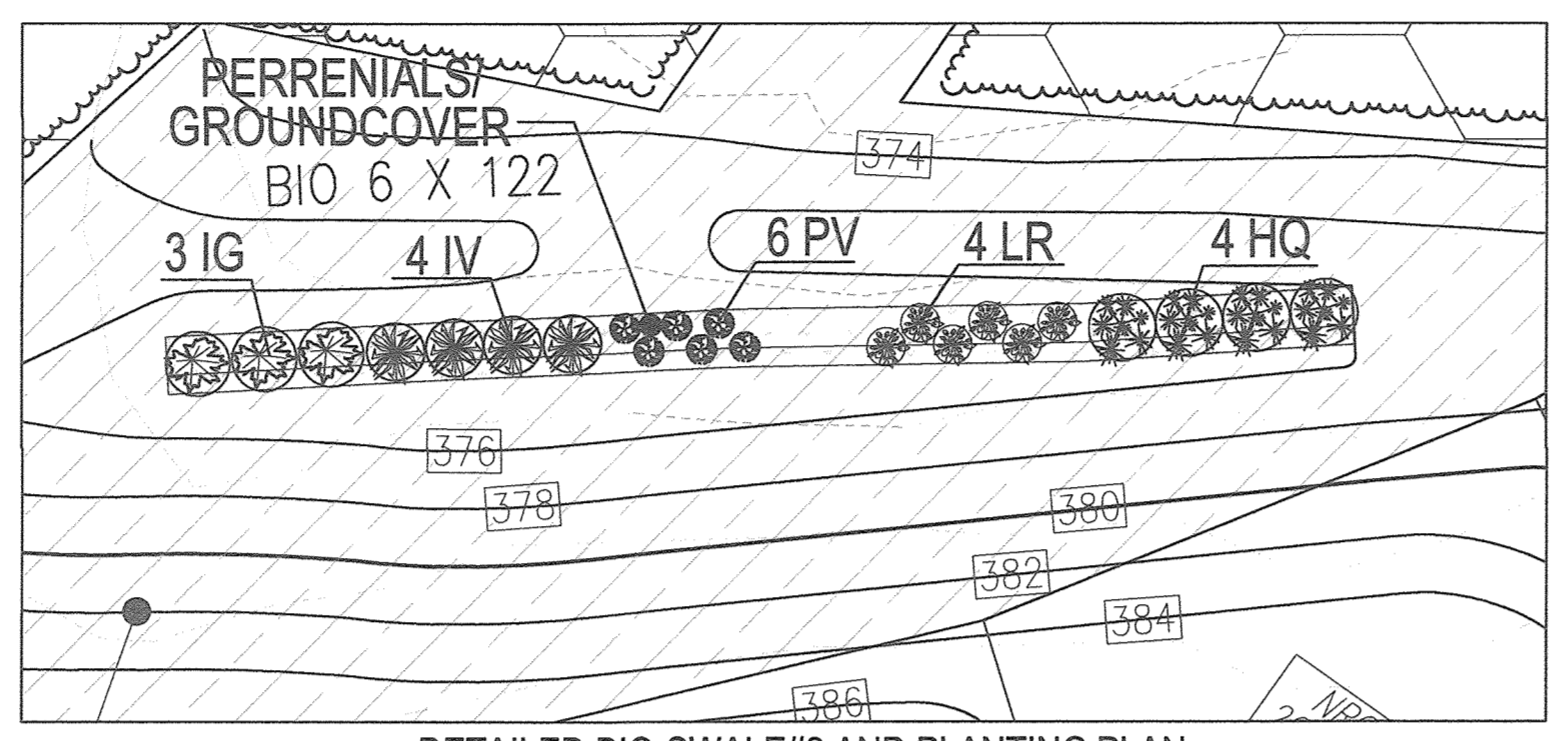 PERRENIALS/
GROUNDCOVER
BIO 6 X 122
374
3 IG
4 IV
6 PV
4 LR
4 HQ
376
378
380
382
384
386